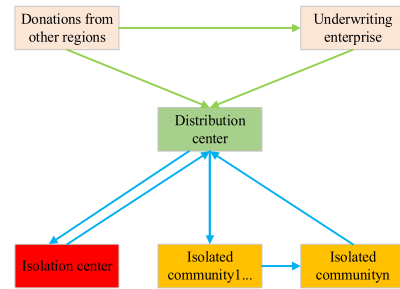 Donations from
other regions
Underwriting
enterprise
Distribution
center
Isolation center
Isolated
community1...
Isolated
communityn